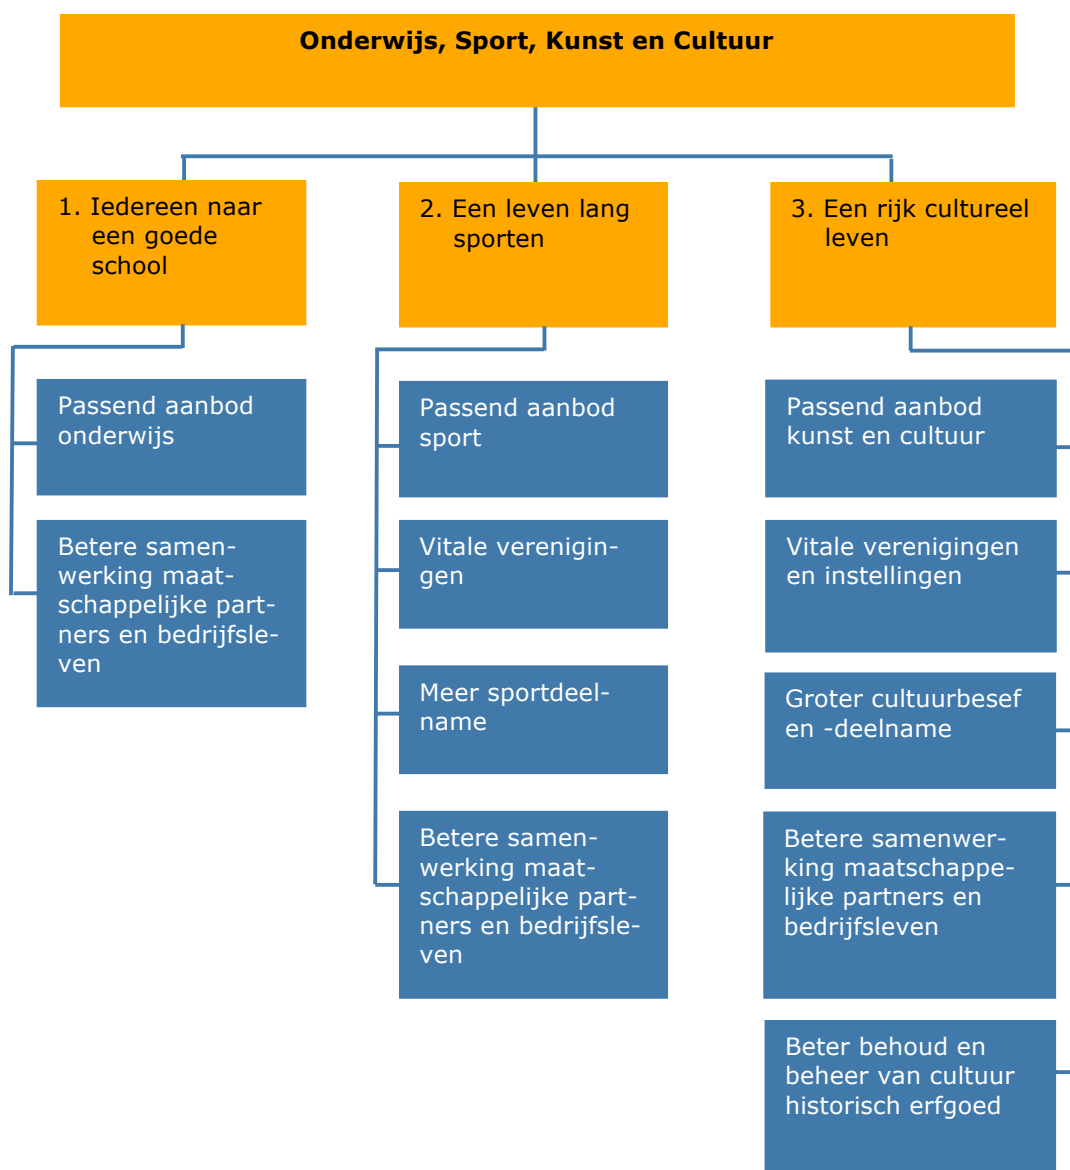 Onderwijs, Sport, Kunst en Cultuur
1. Iedereen naar
een goede
school
Passend aanbod
onderwijs
Betere samen-
werking maat-
schappelijke part-
ners en bedrijfsle-
ven
2. Een leven lang
sporten
Passend aanbod
sport
Vitale verenigin-
gen
Meer sportdeel-
name
Betere samen-
werking maat-
schappelijke part-
ners en bedrijfsle-
ven
3. Een rijk cultureel
leven
Passend aanbod
kunst en cultuur
Vitale verenigingen
en instellingen
Groter cultuurbesef
en -deelname
Betere samenwer-
king maatschappe-
lijke partners en
bedrijfsleven
Beter behoud en
beheer van cultuur
historisch erfgoed